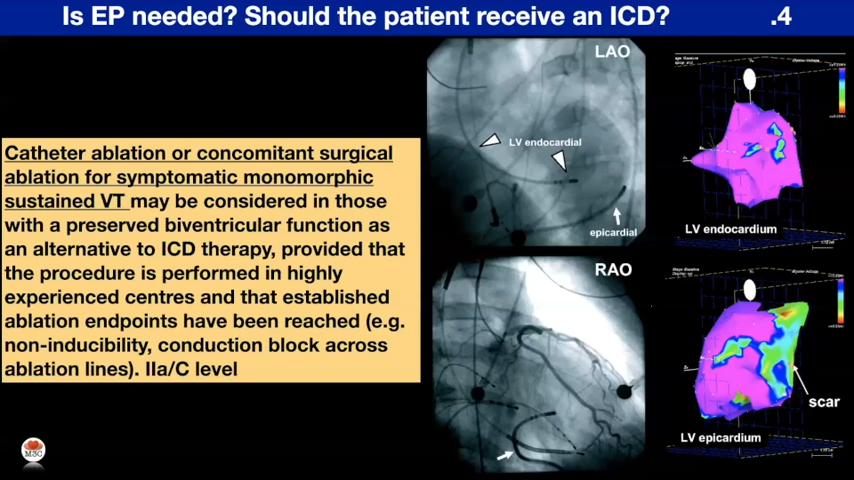 Is EP needed? Should the patient receive an ICD?
.4
Catheter ablation or concomitant surgical
ablation for symptomatic monomorphic
sustained VT may be considered in those
with a preserved biventricular function as
an alternative to ICD therapy, provided that
the procedure is performed in highly
experienced centres and that established
ablation endpoints have been reached (e.g.
non-inducibility, conduction block across
ablation lines). IIa/C level
LAO
LV endocardial
epicardial
RAO
LV endocardium
LV epicardium
scar
M3C